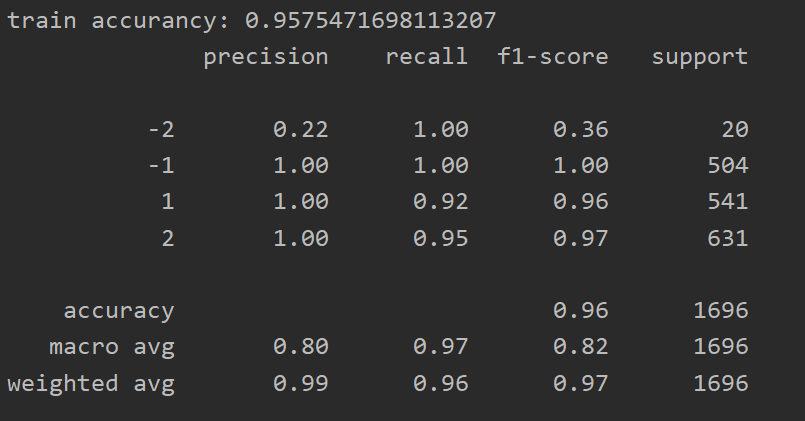 train accurancy: 0.9575471698113207
precision recall f1-score support
-2 0.22 1.00 0.36 20
-1 1.00 1.00 1.00 504
1 1.00 0.92 0.96 541
2 1.00 0.95 0.97 631
accuracy 0.96 1696
macro avg 0.80 0.97 0.82 1696
weighted avg 0.99 0.96 0.97 1696